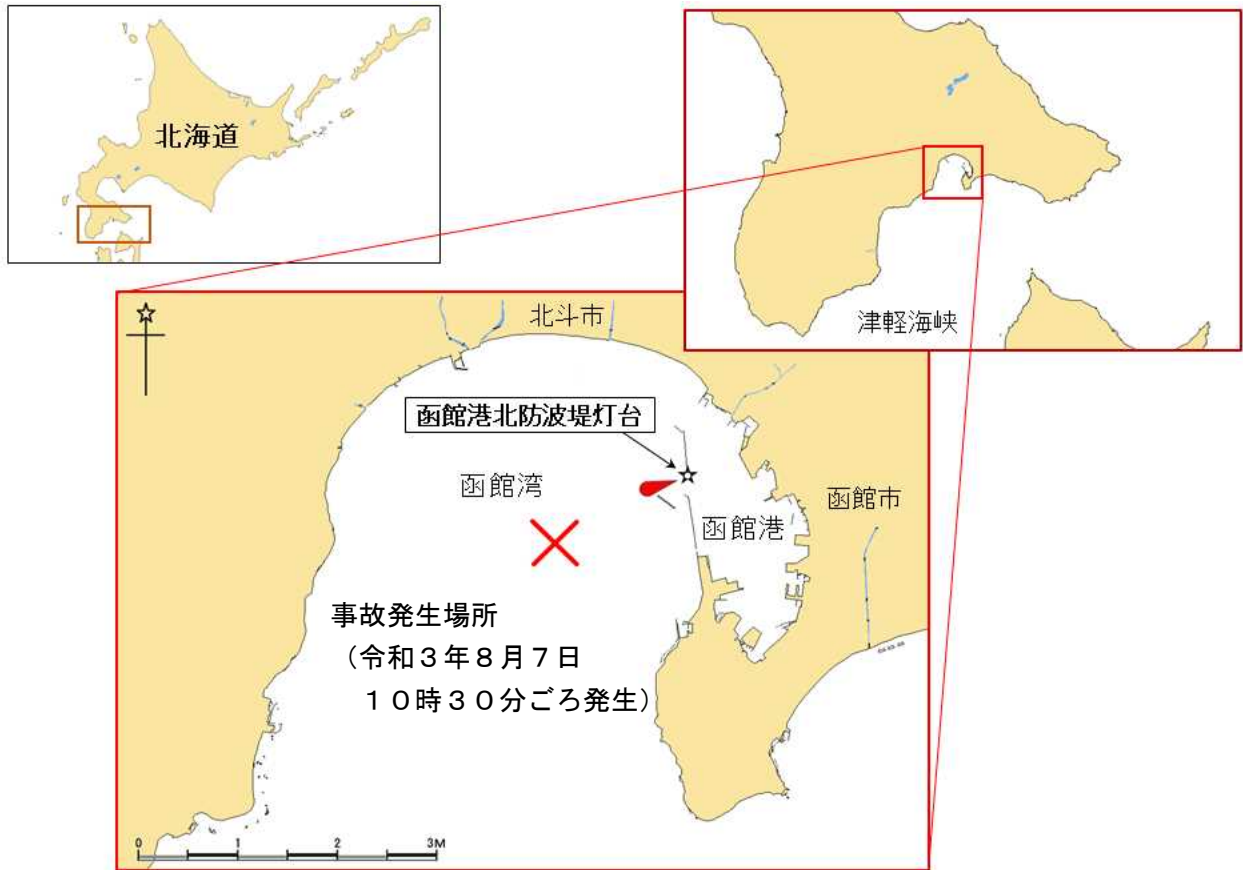 北海道
津軽海峡
北斗市
函館港北防波堤灯台
函館湾
函館市
函館港
事故発生場所
（令和３年８月７日
１０時３０分ごろ発生）
0 1 2 3M